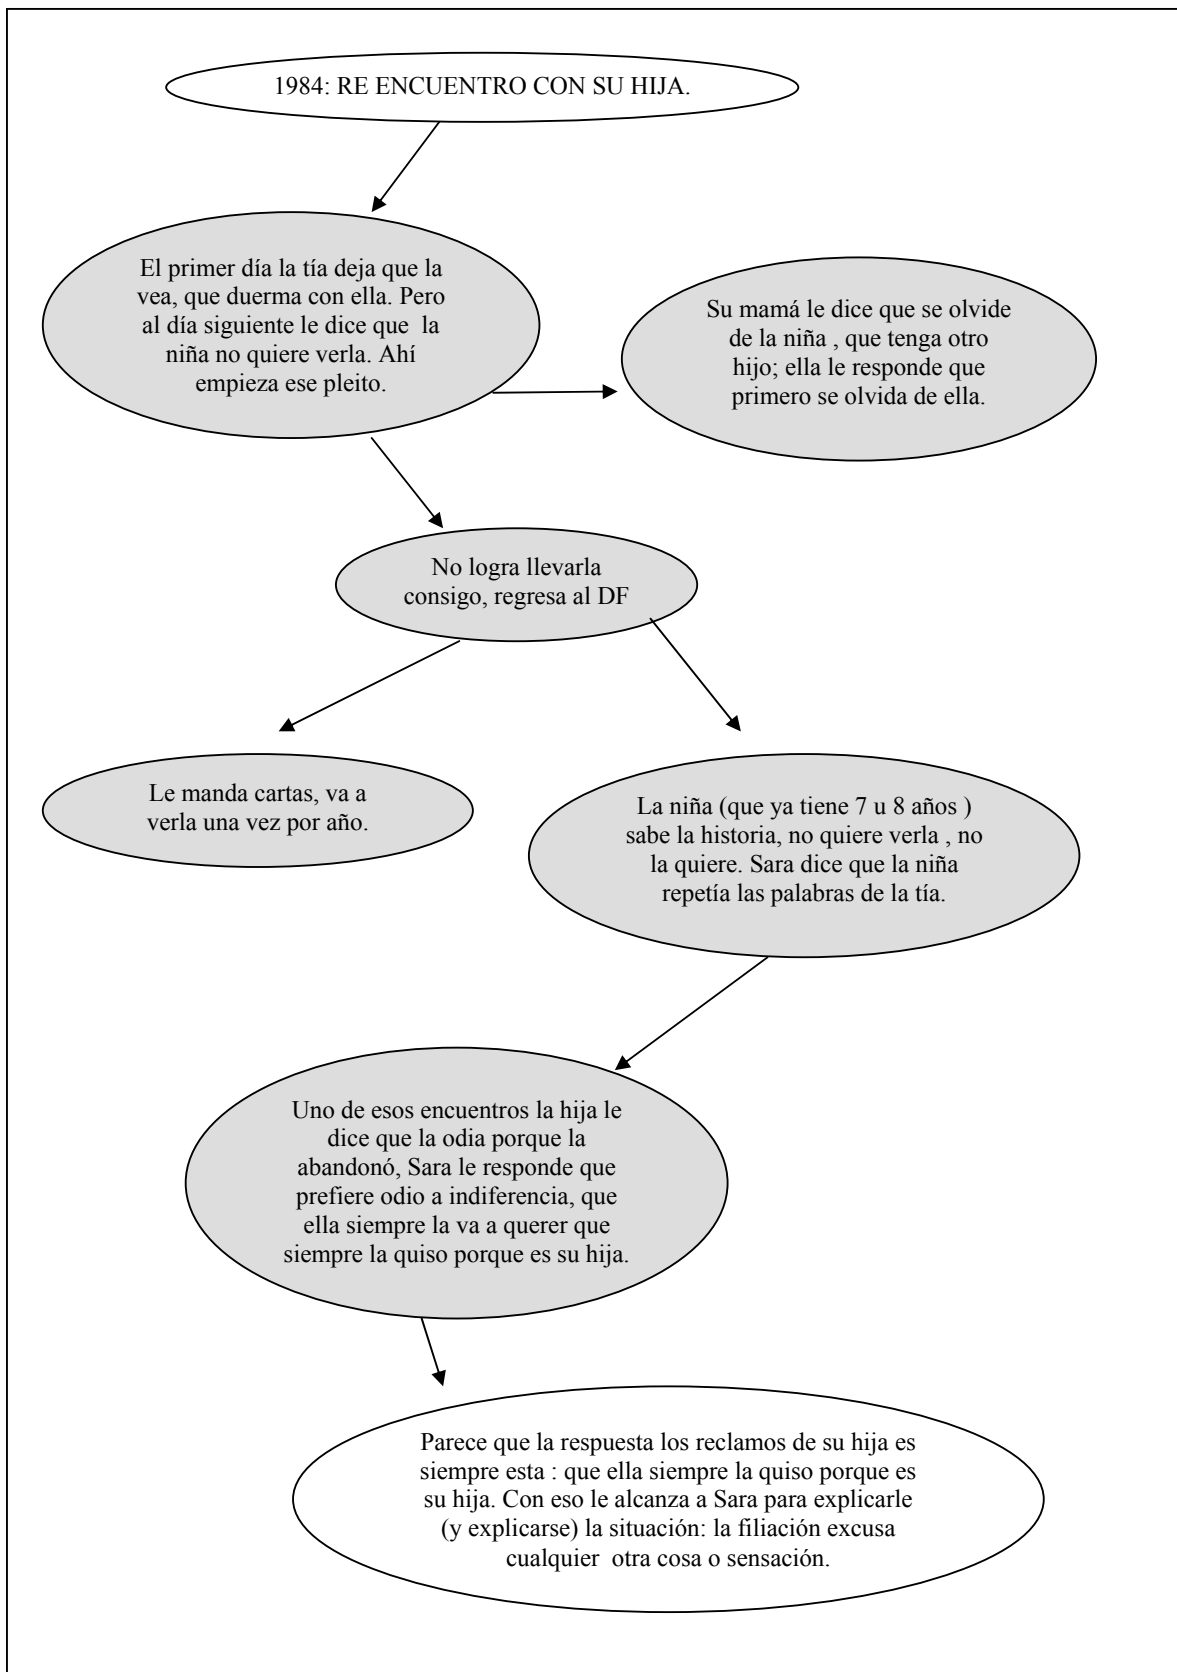 1984: RE ENCUENTRO CON SU HIJA.
El primer día la tía deja que la
vea, que duerma con ella. Pero
al día siguiente le dice que  la
niña no quiere verla. Ahí
empieza ese pleito.
Su mamá le dice que se olvide
de la niña , que tenga otro
hijo; ella le responde que
primero se olvida de ella.
No logra llevarla
consigo, regresa al DF
Le manda cartas, va a
verla una vez por año.
La niña (que ya tiene 7 u 8 años )
sabe la historia, no quiere verla , no
la quiere. Sara dice que la niña
repetía las palabras de la tía.
Uno de esos encuentros la hija le
dice que la odia porque la
abandonó, Sara le responde que
prefiere odio a indiferencia, que
ella siempre la va a querer que
siempre la quiso porque es su hija.
Parece que la respuesta los reclamos de su hija es
siempre esta : que ella siempre la quiso porque es
su hija. Con eso le alcanza a Sara para explicarle
(y explicarse) la situación: la filiación excusa
cualquier  otra cosa o sensación.